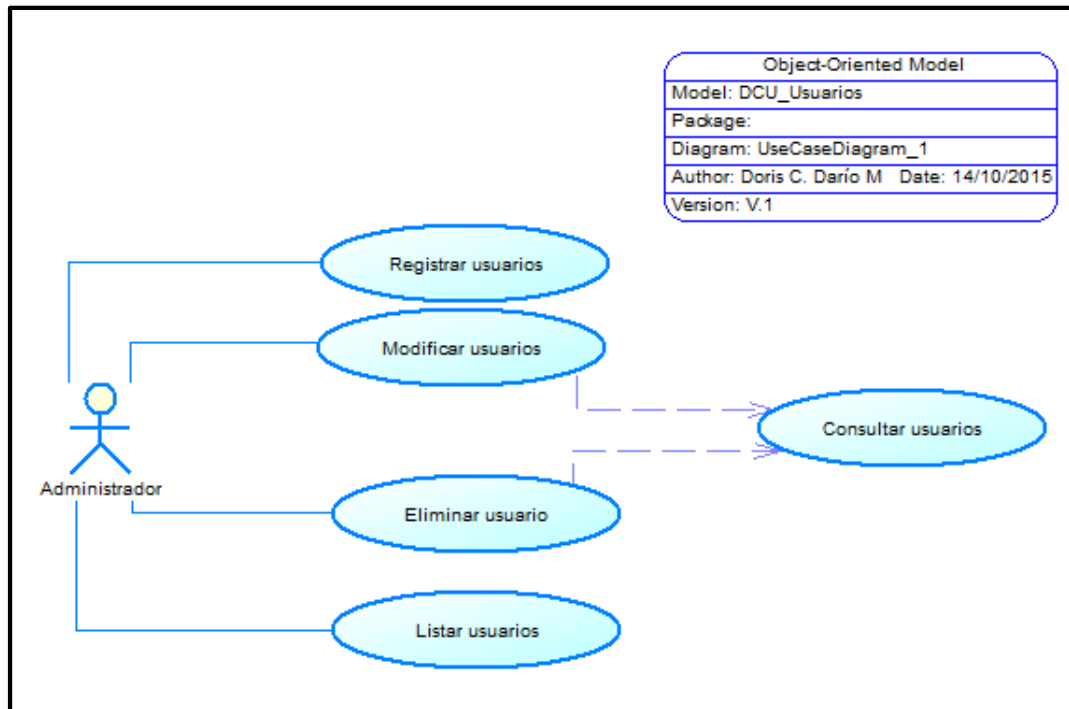 Object-Oriented Model
Model: DCU_Usuarios
Package:
Diagram: UseCaseDiagram_1
Author: Doris C. Darío M   Date: 14/10/2015
Version: V.1
Registrar usuarios
Modificar usuarios
Consultar usuarios
Administrador
Eliminar usuario
Listar usuarios